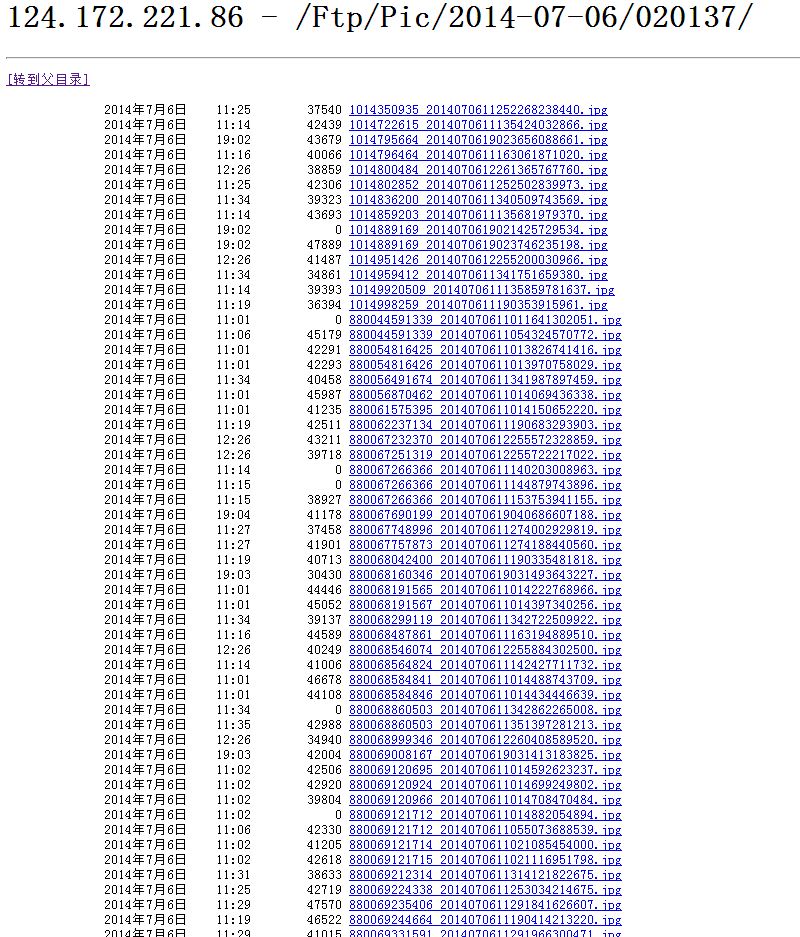 124.172.221.86 - /Ftp/Pic/2014-07-06/020137/
[转到父目录]
2014年7月6日 11:25 37540 1014350935_2014070611252268238440.jpg
2014年7月6日 11:14 42439 1014722615_2014070611135424032866.jpg
2014年7月6日 19:02 43679 1014795664_2014070619023656088661.jpg
2014年7月6日 11:16 40066 1014796464_2014070611163061871020.jpg
2014年7月6日 12:26 38859 1014800484_2014070612261365767760.jpg
2014年7月6日 11:25 42306 1014802852_2014070611252502839973.jpg
2014年7月6日 11:34 39323 1014836200_2014070611340509743569.jpg
2014年7月6日 11:14 43693 1014859203_2014070611135681979370.jpg
2014年7月6日 19:02 0 1014889169_2014070619021425729534.jpg
2014年7月6日 19:02 47889 1014889169_2014070619023746235198.jpg
2014年7月6日 12:26 41487 1014951426_2014070612255200030966.jpg
2014年7月6日 11:34 34861 1014959412_2014070611341751659380.jpg
2014年7月6日 11:14 39393 10149920509_2014070611135859781637.jpg
2014年7月6日 11:19 36394 1014998259_2014070611190353915961.jpg
2014年7月6日 11:01 0 880044591339_2014070611011641302051.jpg
2014年7月6日 11:06 45179 880044591339_2014070611054324570772.jpg
2014年7月6日 11:01 42291 880054816425_2014070611013826741416.jpg
2014年7月6日 11:01 42293 880054816426_2014070611013970758029.jpg
2014年7月6日 11:34 40458 880056491674_2014070611341987897459.jpg
2014年7月6日 11:01 45987 880056870462_2014070611014069436338.jpg
2014年7月6日 11:01 41235 880061575395_2014070611014150652220.jpg
2014年7月6日 11:19 42511 880062237134_2014070611190683293903.jpg
2014年7月6日 12:26 43211 880067232370_2014070612255572328859.jpg
2014年7月6日 12:26 39718 880067251319_2014070612255722217022.jpg
2014年7月6日 11:14 0 880067266366_2014070611140203008963.jpg
2014年7月6日 11:15 0 880067266366_2014070611144879743896.jpg
2014年7月6日 11:15 38927 880067266366_2014070611153753941155.jpg
2014年7月6日 19:04 41178 880067690199_2014070619040686607188.jpg
2014年7月6日 11:27 37458 880067748996_2014070611274002929819.jpg
2014年7月6日 11:27 41901 880067757873_2014070611274188440560.jpg
2014年7月6日 11:19 40713 880068042400_2014070611190335481818.jpg
2014年7月6日 19:03 30430 880068160346_2014070619031493643227.jpg
2014年7月6日 11:01 44446 880068191565_2014070611014222768966.jpg
2014年7月6日 11:01 45052 880068191567_2014070611014397340256.jpg
2014年7月6日 11:34 39137 880068299119_2014070611342722509922.jpg
2014年7月6日 11:16 44589 880068487861_2014070611163194889510.jpg
2014年7月6日 12:26 40249 880068546074_2014070612255884302500.jpg
2014年7月6日 11:14 41006 880068564824_2014070611142427711732.jpg
2014年7月6日 11:01 46678 880068584841_2014070611014488743709.jpg
2014年7月6日 11:01 44108 880068584846_2014070611014434446639.jpg
2014年7月6日 11:34 0 880068860503_2014070611342862265008.jpg
2014年7月6日 11:35 42988 880068860503_2014070611351397281213.jpg
2014年7月6日 12:26 34940 880068999346_2014070612260408589520.jpg
2014年7月6日 19:03 42004 880069008167_2014070619031413183825.jpg
2014年7月6日 11:02 42506 880069120695_2014070611014592623237.jpg
2014年7月6日 11:02 42920 880069120924_2014070611014699249802.jpg
2014年7月6日 11:02 39804 880069120966_2014070611014708470484.jpg
2014年7月6日 11:02 0 880069121712_2014070611014882054894.jpg
2014年7月6日 11:06 42330 880069121712_2014070611055073688539.jpg
2014年7月6日 11:02 41205 880069121714_2014070611021085454000.jpg
2014年7月6日 11:02 42618 880069121715_2014070611021116951798.jpg
2014年7月6日 11:31 38633 880069212314_2014070611314121822675.jpg
2014年7月6日 11:25 42719 880069224338_2014070611253034214675.jpg
2014年7月6日 11:29 47570 880069235406_2014070611291841626607.jpg
2014年7月6日 11:19 46522 880069244664_2014070611190414213220.jpg
2014年7月6日 11:29 41015 880069331591_2014070611291966300471.jpg